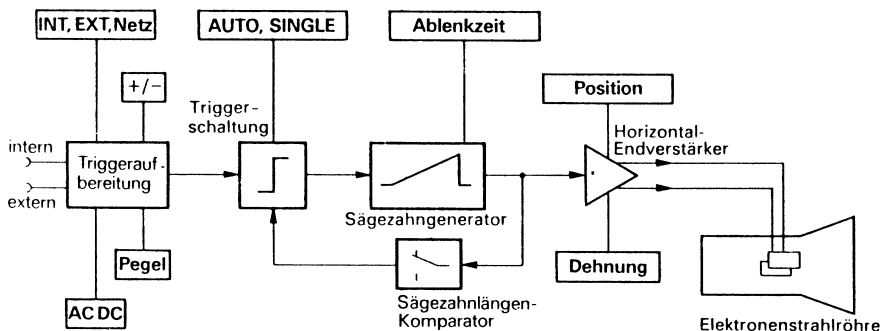 INT, EXT, Netz
AUTO, SINGLE
Ablenkzeit
+/−
Position
Trigger-
schaltung
Horizontal-
Endverstärker
intern
extern
Triggerauf-
bereitung
Sägezahngenerator
Pegel
Dehnung
AC DC
Sägezahnlängen-
Komparator
Elektronenstrahlröhre